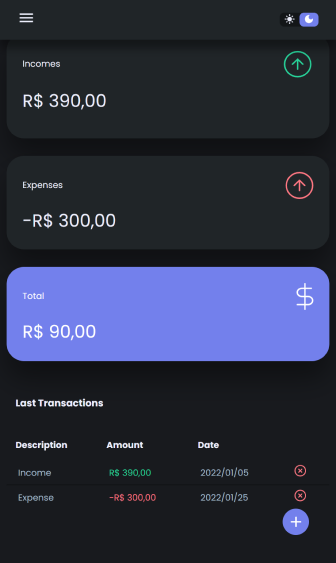 Incomes
R$ 390,00
Expenses
-R$ 300,00
Total
$
R$ 90,00
Last Transactions
Description Amount Date
Income R$ 390,00 2022/01/05
Expense -R$ 300,00 2022/01/25
+